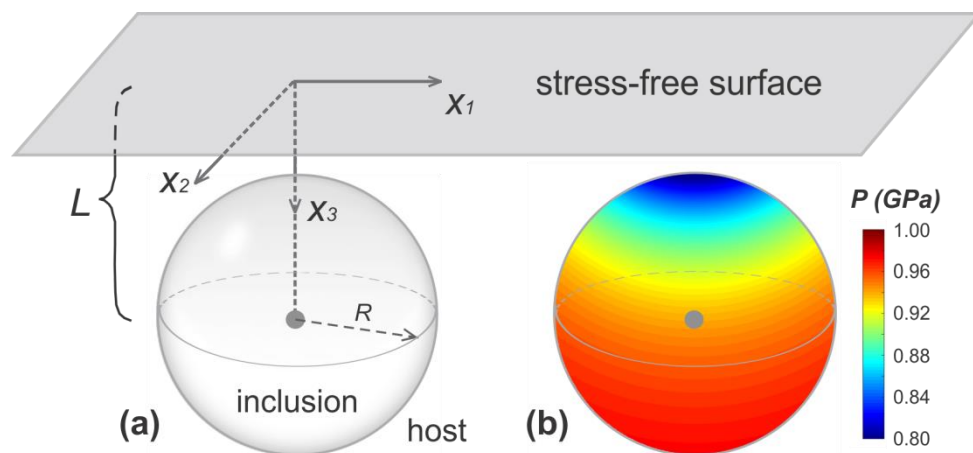 stress-free surface
X1
X2
L
X3
P (GPa)
1.00
0.96
0.92
0.88
0.84
0.80
R
inclusion
(a)
host
(b)